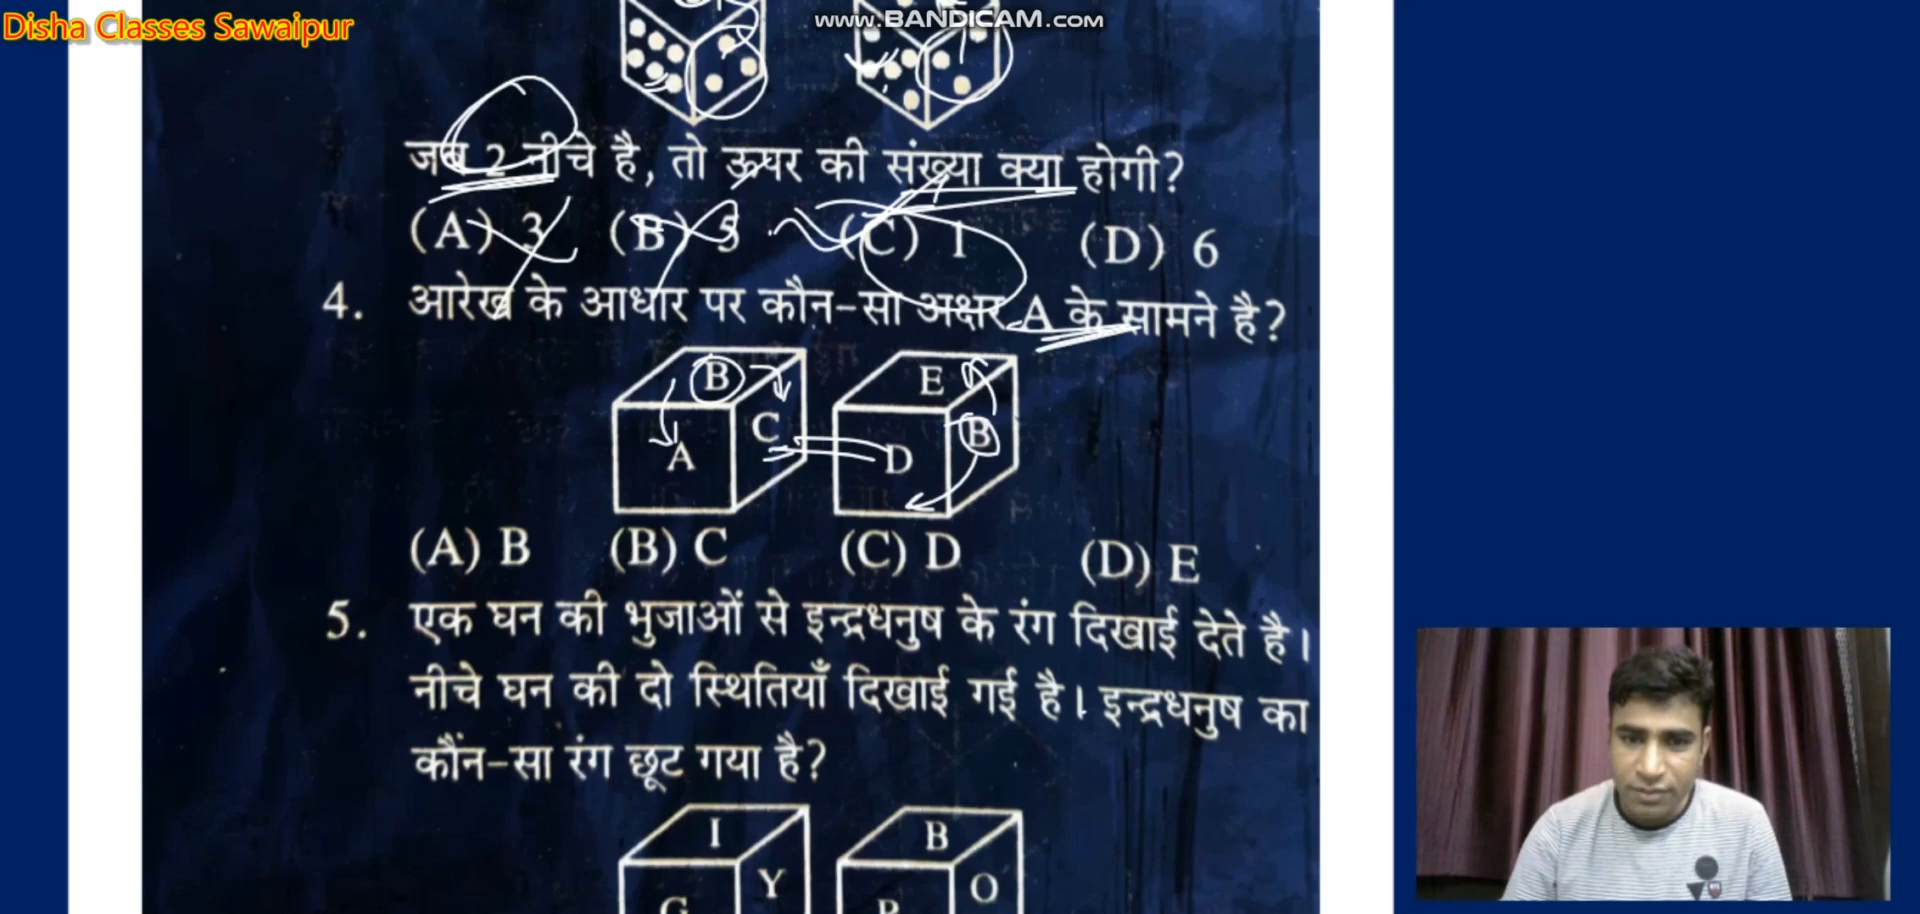 Disha Classes Sawaipur
www.BANDICAM.com
जब 2 नीचे है, तो ऊपर की संख्या क्या होगी?
(A) 3 (B) 5 (C) 1 (D) 6
4. आरेख के आधार पर कौन-सा अक्षर A के सामने है?
B E
C B
A D
(A) B (B) C (C) D (D) E
5. एक घन की भुजाओं से इन्द्रधनुष के रंग दिखाई देते है।
नीचे घन की दो स्थितियाँ दिखाई गई है। इन्द्रधनुष का
कौंन-सा रंग छूट गया है?
I B
Y O
G